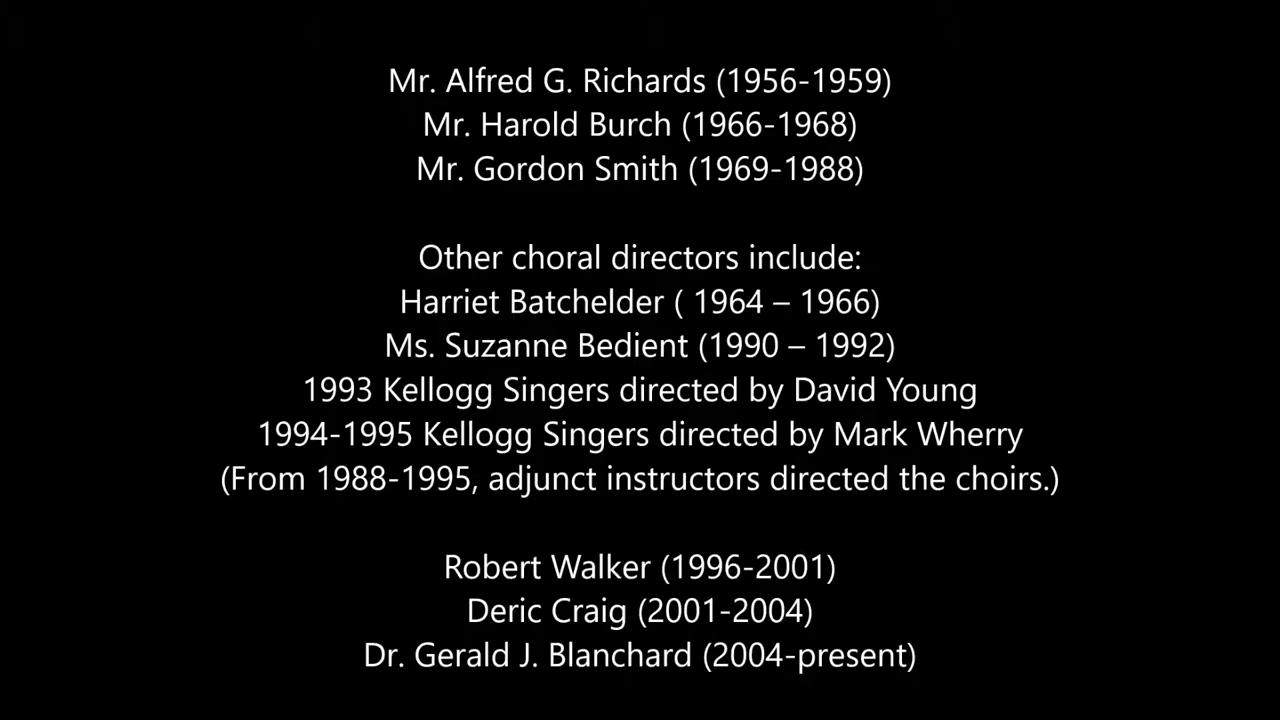 Mr. Alfred G. Richards (1956-1959)
Mr. Harold Burch (1966-1968)
Mr. Gordon Smith (1969-1988)
Other choral directors include:
Harriet Batchelder ( 1964 – 1966)
Ms. Suzanne Bedient (1990 – 1992)
1993 Kellogg Singers directed by David Young
1994-1995 Kellogg Singers directed by Mark Wherry
(From 1988-1995, adjunct instructors directed the choirs.)
Robert Walker (1996-2001)
Deric Craig (2001-2004)
Dr. Gerald J. Blanchard (2004-present)